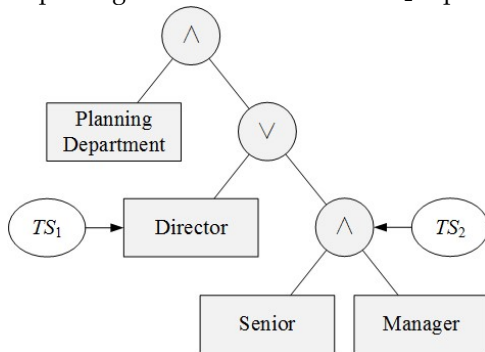 ∧
Planning
Department
∨
TS₁
Director
∧
TS₂
Senior
Manager